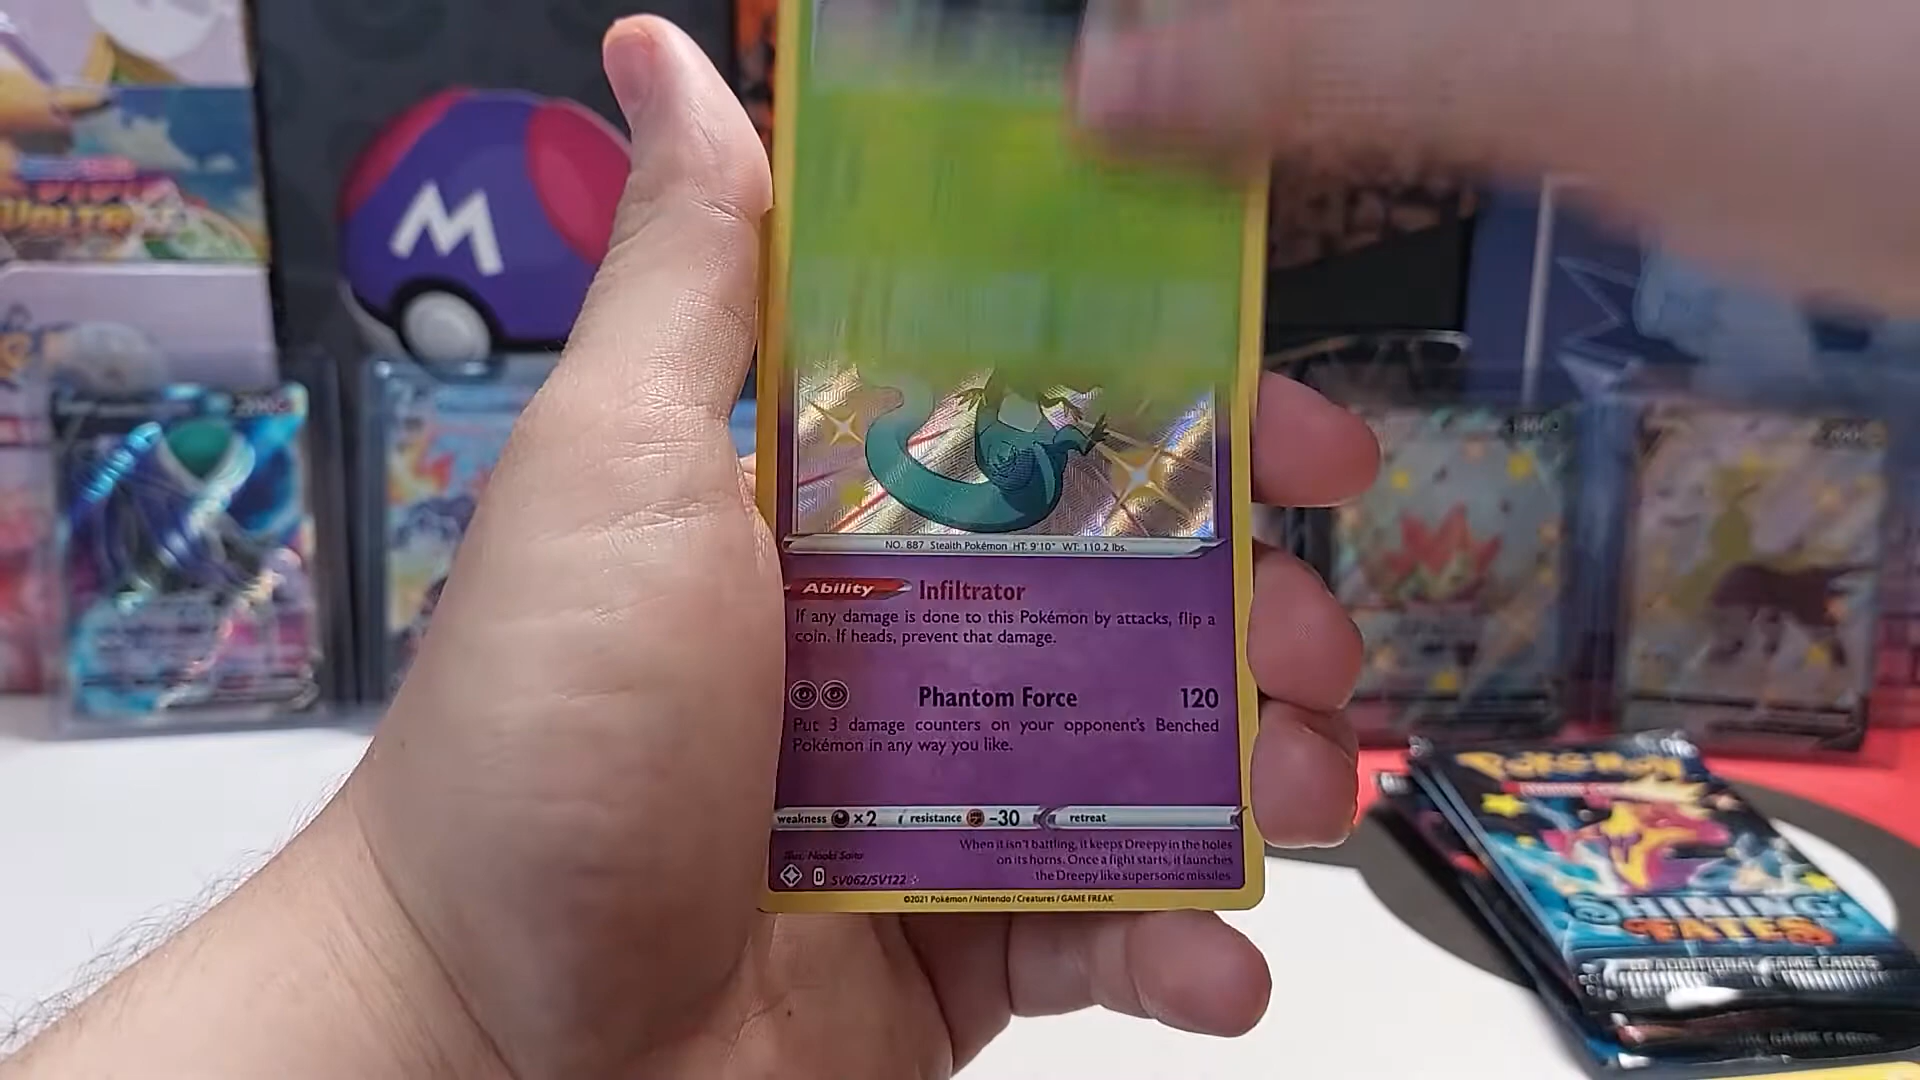 M
NO. 887 Stealth Pokémon HT: 9'10" WT: 110.2 lbs.
Ability Infiltrator
If any damage is done to this Pokémon by attacks, flip a
coin. If heads, prevent that damage.
Phantom Force 120
Put 3 damage counters on your opponent's Benched
Pokémon in any way you like.
weakness ×2 resistance -30 retreat
Illus. Naoki Saito
When it isn't battling, it keeps Dreepy in the holes
on its horns. Once a fight starts, it launches
the Dreepy like supersonic missiles.
D SV062/SV122
©2021 Pokémon / Nintendo / Creatures / GAME FREAK
POKÉMON
SHINING
FATES
ADDITIONAL GAME CARDS